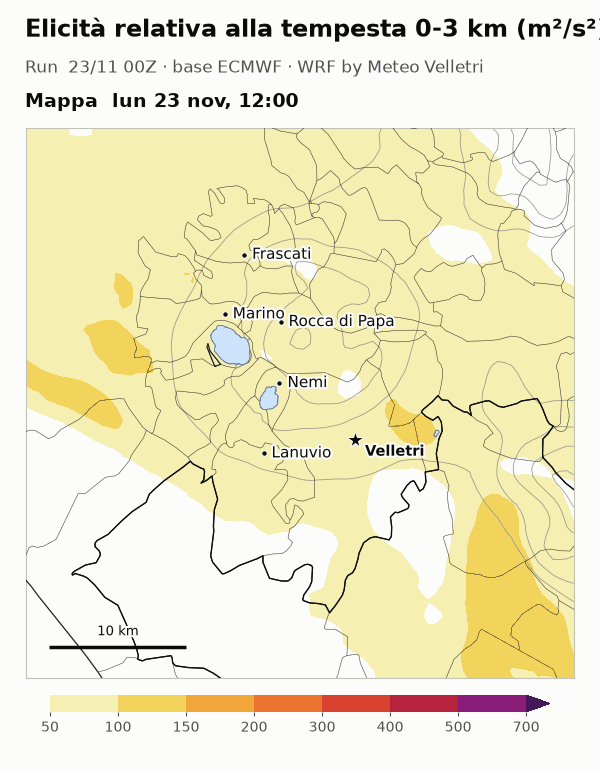 Elicità relativa alla tempesta 0-3 km (m²/s²)
Run 23/11 00Z · base ECMWF · WRF by Meteo Velletri
Mappa lun 23 nov, 12:00
Frascati
Marino
Rocca di Papa
Nemi
Velletri
Lanuvio
10 km
50 100 150 200 300 400 500 700